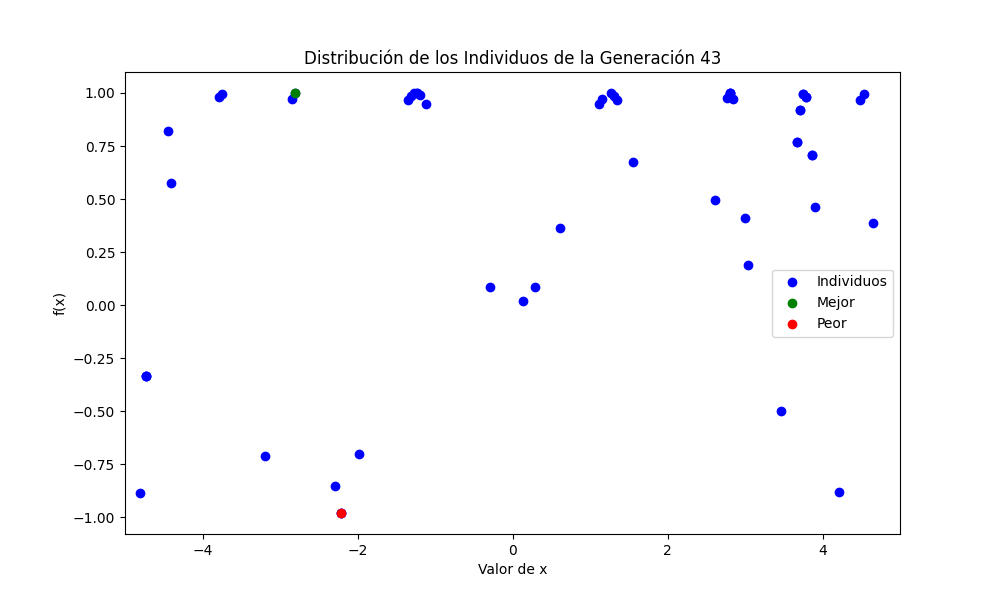 Distribución de los Individuos de la Generación 43
1.00
0.75
0.50
0.25
0.00
−0.25
−0.50
−0.75
−1.00
f(x)
Individuos
Mejor
Peor
−4
−2
0
2
4
Valor de x